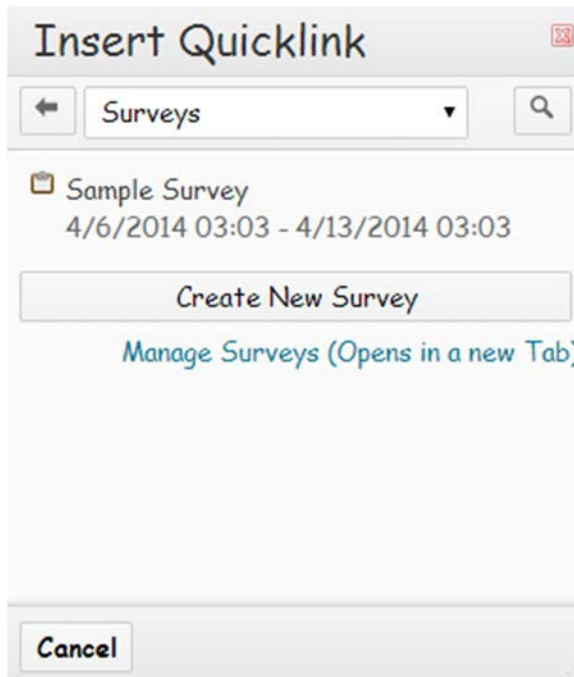 Insert Quicklink
Surveys
Sample Survey
4/6/2014 03:03 - 4/13/2014 03:03
Create New Survey
Manage Surveys (Opens in a new Tab)
Cancel